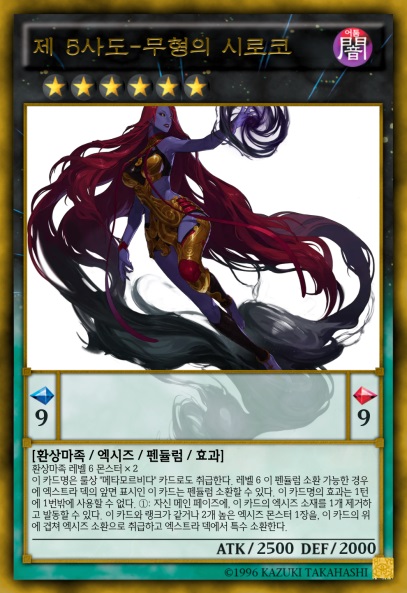 제 5사도-무형의 시로코
어둠
闇
9 9
[환상마족 / 엑시즈 / 펜듈럼 / 효과]
환상마족 레벨 6 몬스터 × 2
이 카드명은 룰상 "메타모르비다" 카드로도 취급한다. 레벨 6 이 펜듈럼 소환 가능한 경우
에 엑스트라 덱의 앞면 표시인 이 카드는 펜듈럼 소환할 수 있다. 이 카드명의 효과는 1턴
에 1번밖에 사용할 수 없다. ①: 자신 메인 페이즈에, 이 카드의 엑시즈 소재를 1개 제거하
고 발동할 수 있다. 이 카드와 랭크가 같거나 2개 높은 엑시즈 몬스터 1장을, 이 카드의 위
에 겹쳐 엑시즈 소환으로 취급하고 엑스트라 덱에서 특수 소환한다.
ATK / 2500 DEF / 2000
©1996 KAZUKI TAKAHASHI